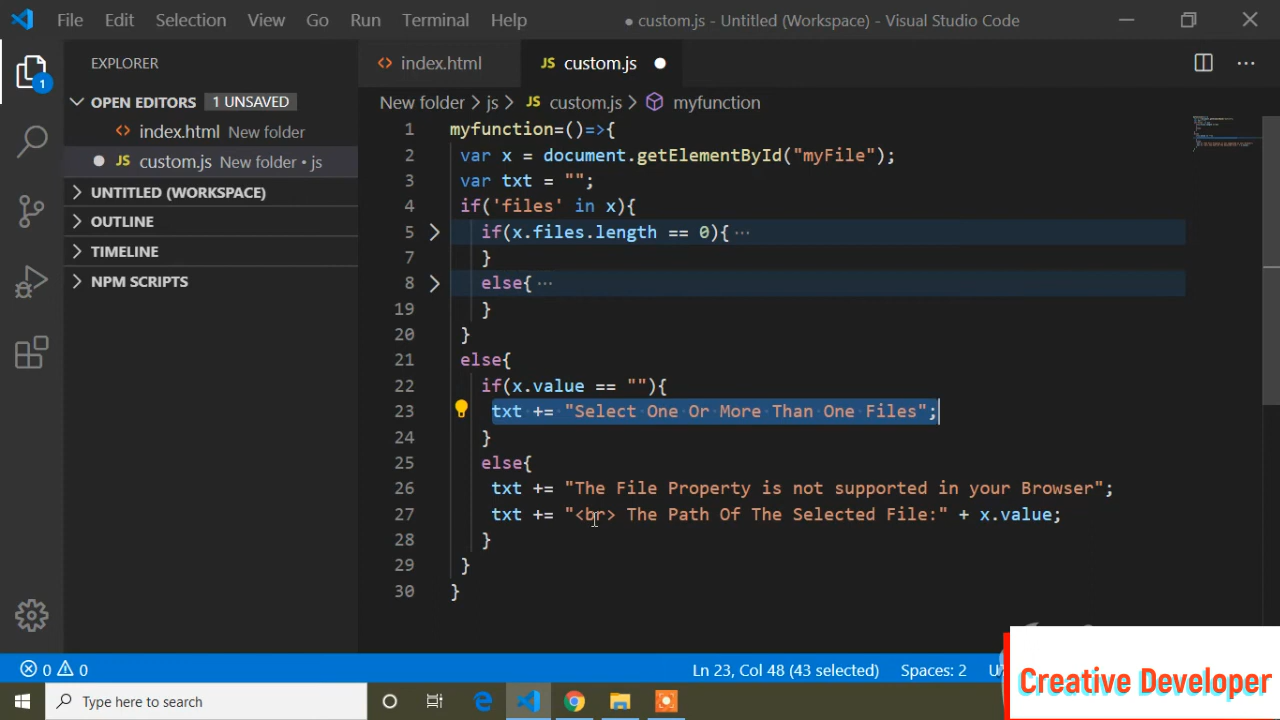 File Edit Selection View Go Run Terminal Help ● custom.js - Untitled (Workspace) - Visual Studio Code
EXPLORER
OPEN EDITORS 1 UNSAVED
index.html New folder
JS custom.js New folder • js
UNTITLED (WORKSPACE)
OUTLINE
TIMELINE
NPM SCRIPTS
1
index.html JS custom.js ●
New folder > js > JS custom.js > myfunction
1 myfunction=()=>{
2 var x = document.getElementById("myFile");
3 var txt = "";
4 if('files' in x){
5 if(x.files.length == 0){ ···
7 }
8 else{ ···
19 }
20 }
21 else{
22 if(x.value == ""){
23 txt += "Select One Or More Than One Files";
24 }
25 else{
26 txt += "The File Property is not supported in your Browser";
27 txt += "<br> The Path Of The Selected File:" + x.value;
28 }
29 }
30 }
0 0 Ln 23, Col 48 (43 selected) Spaces: 2
Creative Developer
Type here to search